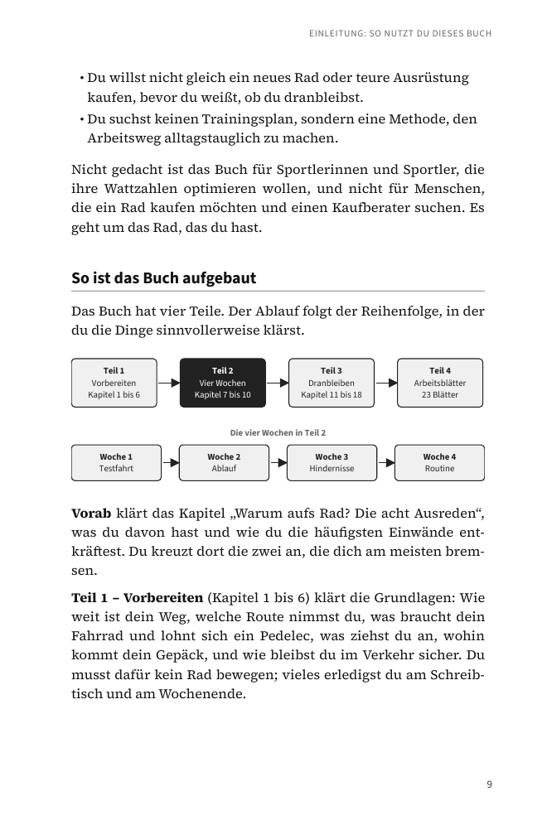 EINLEITUNG: SO NUTZT DU DIESES BUCH
• Du willst nicht gleich ein neues Rad oder teure Ausrüstung
kaufen, bevor du weißt, ob du dranbleibst.
• Du suchst keinen Trainingsplan, sondern eine Methode, den
Arbeitsweg alltagstauglich zu machen.
Nicht gedacht ist das Buch für Sportlerinnen und Sportler, die
ihre Wattzahlen optimieren wollen, und nicht für Menschen,
die ein Rad kaufen möchten und einen Kaufberater suchen. Es
geht um das Rad, das du hast.
So ist das Buch aufgebaut
Das Buch hat vier Teile. Der Ablauf folgt der Reihenfolge, in der
du die Dinge sinnvollerweise klärst.
Teil 1
Vorbereiten
Kapitel 1 bis 6
Teil 2
Vier Wochen
Kapitel 7 bis 10
Teil 3
Dranbleiben
Kapitel 11 bis 18
Teil 4
Arbeitsblätter
23 Blätter
Die vier Wochen in Teil 2
Woche 1
Testfahrt
Woche 2
Ablauf
Woche 3
Hindernisse
Woche 4
Routine
Vorab klärt das Kapitel „Warum aufs Rad? Die acht Ausreden“,
was du davon hast und wie du die häufigsten Einwände ent-
kräftest. Du kreuzt dort die zwei an, die dich am meisten brem-
sen.
Teil 1 – Vorbereiten (Kapitel 1 bis 6) klärt die Grundlagen: Wie
weit ist dein Weg, welche Route nimmst du, was braucht dein
Fahrrad und lohnt sich ein Pedelec, was ziehst du an, wohin
kommt dein Gepäck, und wie bleibst du im Verkehr sicher. Du
musst dafür kein Rad bewegen; vieles erledigst du am Schreib-
tisch und am Wochenende.
9